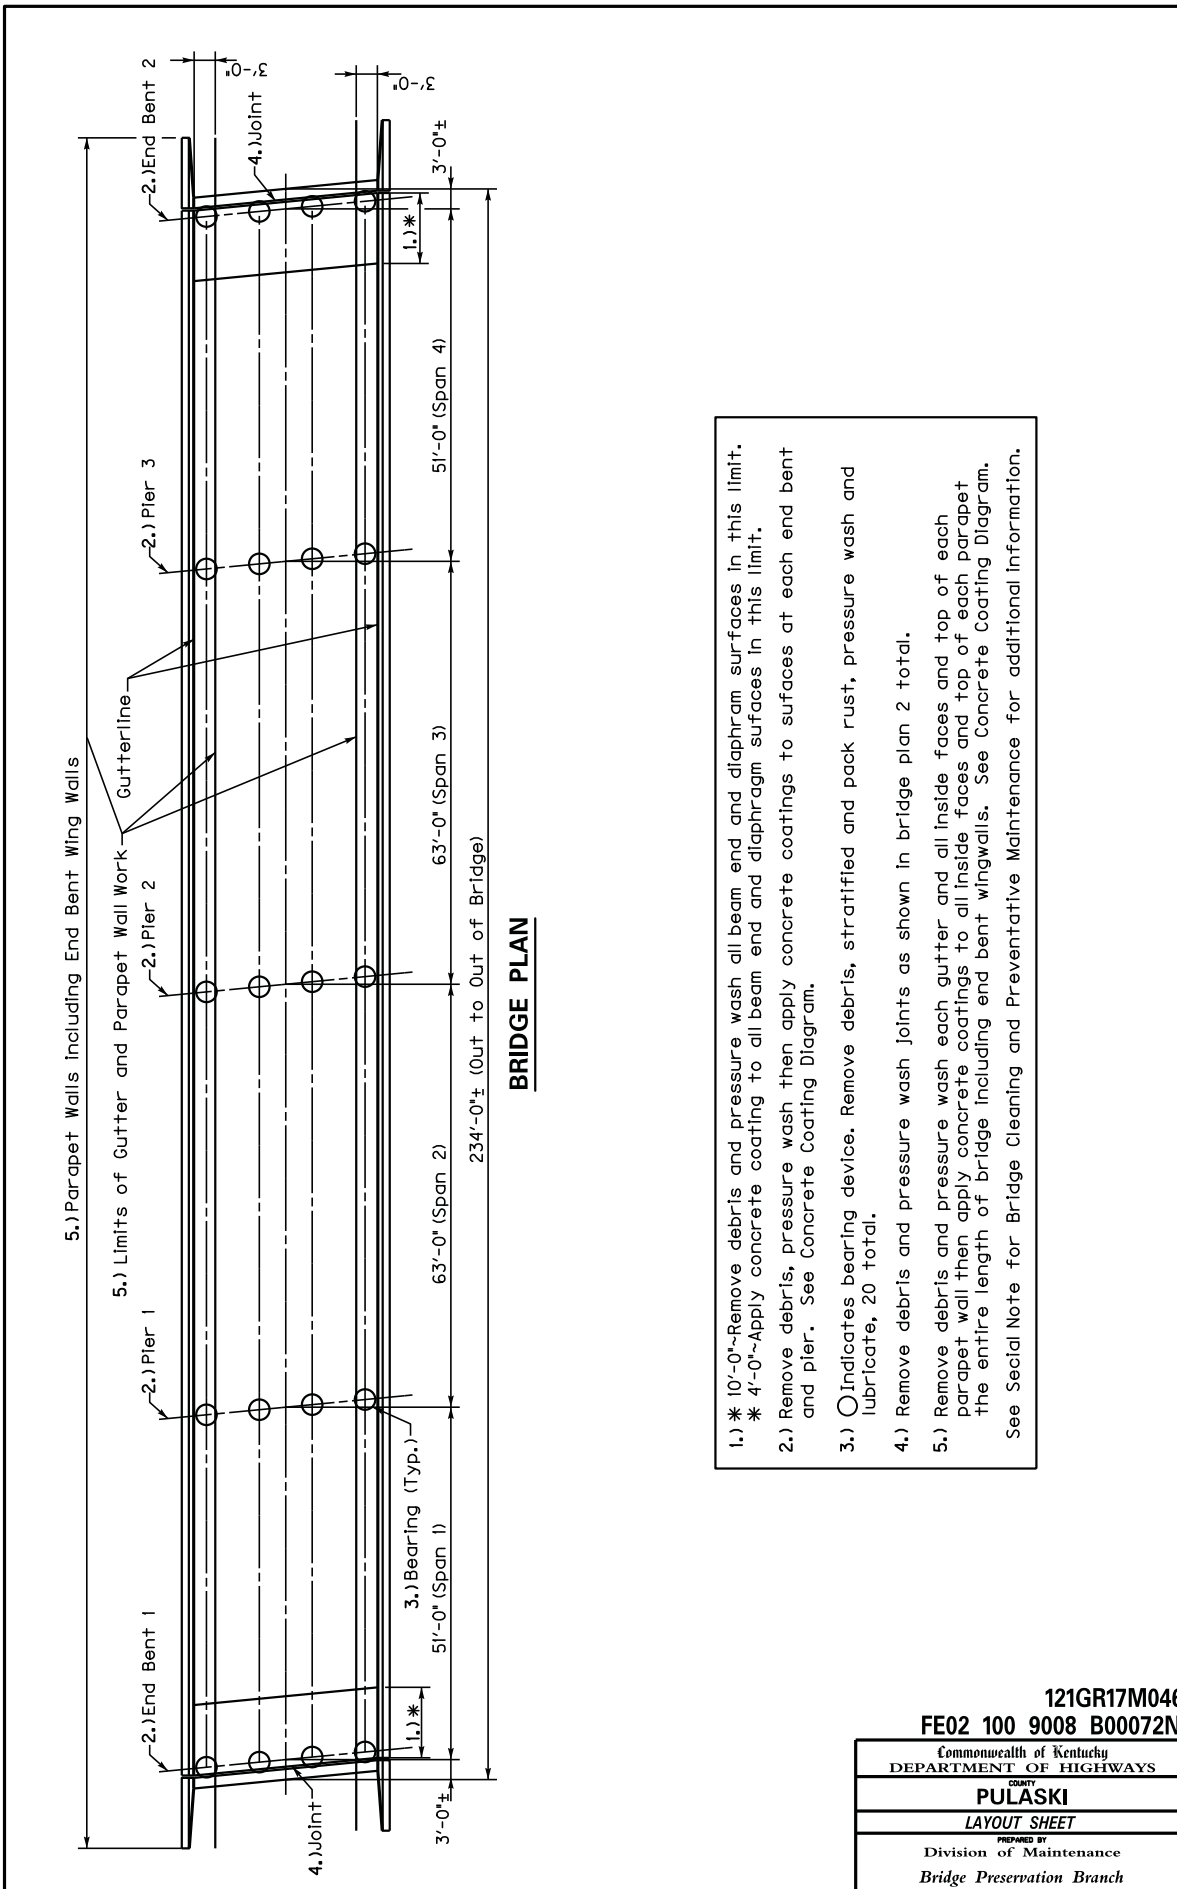 5.) Parapet Walls including End Bent Wing Walls
5.) Limits of Gutter and Parapet Wall Work
Gutterline
2.) End Bent 1
2.) Pier 1
2.) Pier 2
2.) Pier 3
2.) End Bent 2
3'-0"
3'-0"
4.) Joint
4.) Joint
3.) Bearing (Typ.)
1.) *
1.) *
3'-0"±
51'-0" (Span 1)
63'-0" (Span 2)
63'-0" (Span 3)
51'-0" (Span 4)
3'-0"±
234'-0"± (Out to Out of Bridge)
BRIDGE PLAN
1.) * 10'-0"~Remove debris and pressure wash all beam end and diaphram surfaces in this limit.
* 4'-0"~Apply concrete coating to all beam end and diaphragm sufaces in this limit.
2.) Remove debris, pressure wash then apply concrete coatings to sufaces at each end bent
and pier. See Concrete Coating Diagram.
3.) Indicates bearing device. Remove debris, stratified and pack rust, pressure wash and
lubricate, 20 total.
4.) Remove debris and pressure wash joints as shown in bridge plan 2 total.
5.) Remove debris and pressure wash each gutter and all inside faces and top of each
parapet wall then apply concrete coatings to all inside faces and top of each parapet
the entire length of bridge including end bent wingwalls. See Concrete Coating Diagram.
See Secial Note for Bridge Cleaning and Preventative Maintenance for additional information.
121GR17M046
FE02 100 9008 B00072N
Commonwealth of Kentucky
DEPARTMENT OF HIGHWAYS
COUNTY
PULASKI
LAYOUT SHEET
PREPARED BY
Division of Maintenance
Bridge Preservation Branch